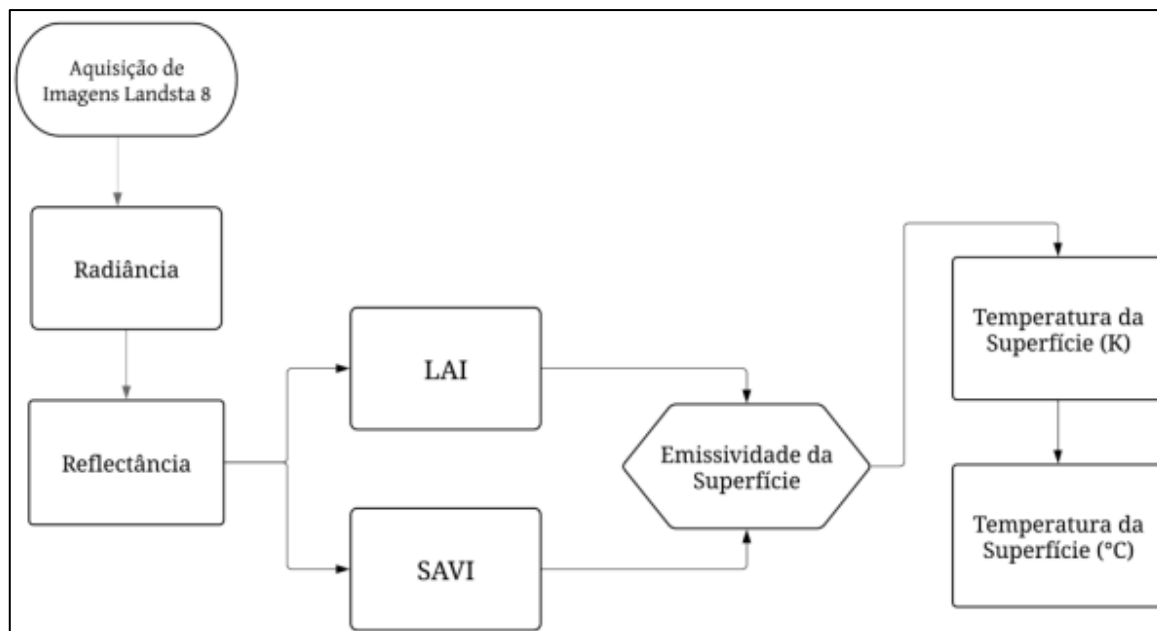 Aquisição de
Imagens Landsta 8
Radiância
Reflectância
LAI
SAVI
Emissividade da
Superfície
Temperatura da
Superfície (K)
Temperatura da
Superfície (°C)